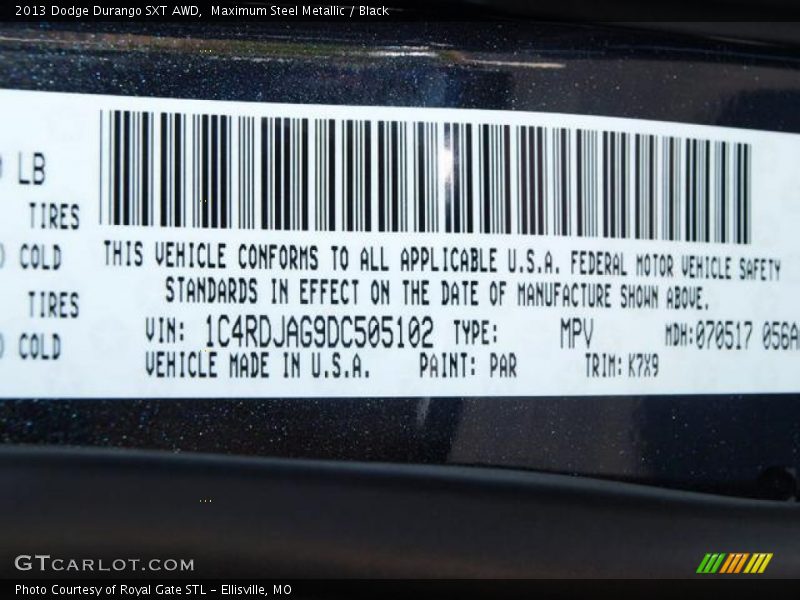 2013 Dodge Durango SXT AWD, Maximum Steel Metallic / Black
LB
TIRES
COLD
TIRES
COLD
THIS VEHICLE CONFORMS TO ALL APPLICABLE U.S.A. FEDERAL MOTOR VEHICLE SAFETY
STANDARDS IN EFFECT ON THE DATE OF MANUFACTURE SHOWN ABOVE.
VIN: 1C4RDJAG9DC505102 TYPE: MPV MDH:070517 056A
VEHICLE MADE IN U.S.A. PAINT: PAR TRIM: K7X9
GTCARLOT.COM
Photo Courtesy of Royal Gate STL - Ellisville, MO